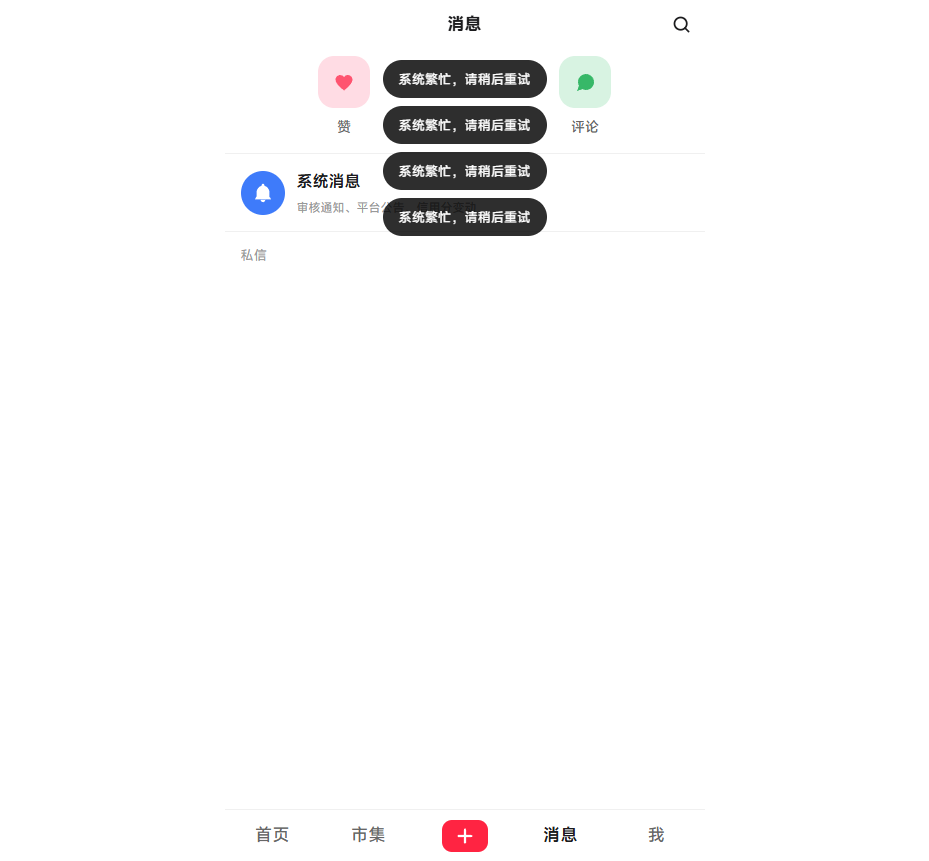 消息
系统繁忙，请稍后重试
赞
系统繁忙，请稍后重试
评论
系统繁忙，请稍后重试
系统消息
审核通知、平台公告
系统繁忙，请稍后重试
私信
首页
市集
消息
我